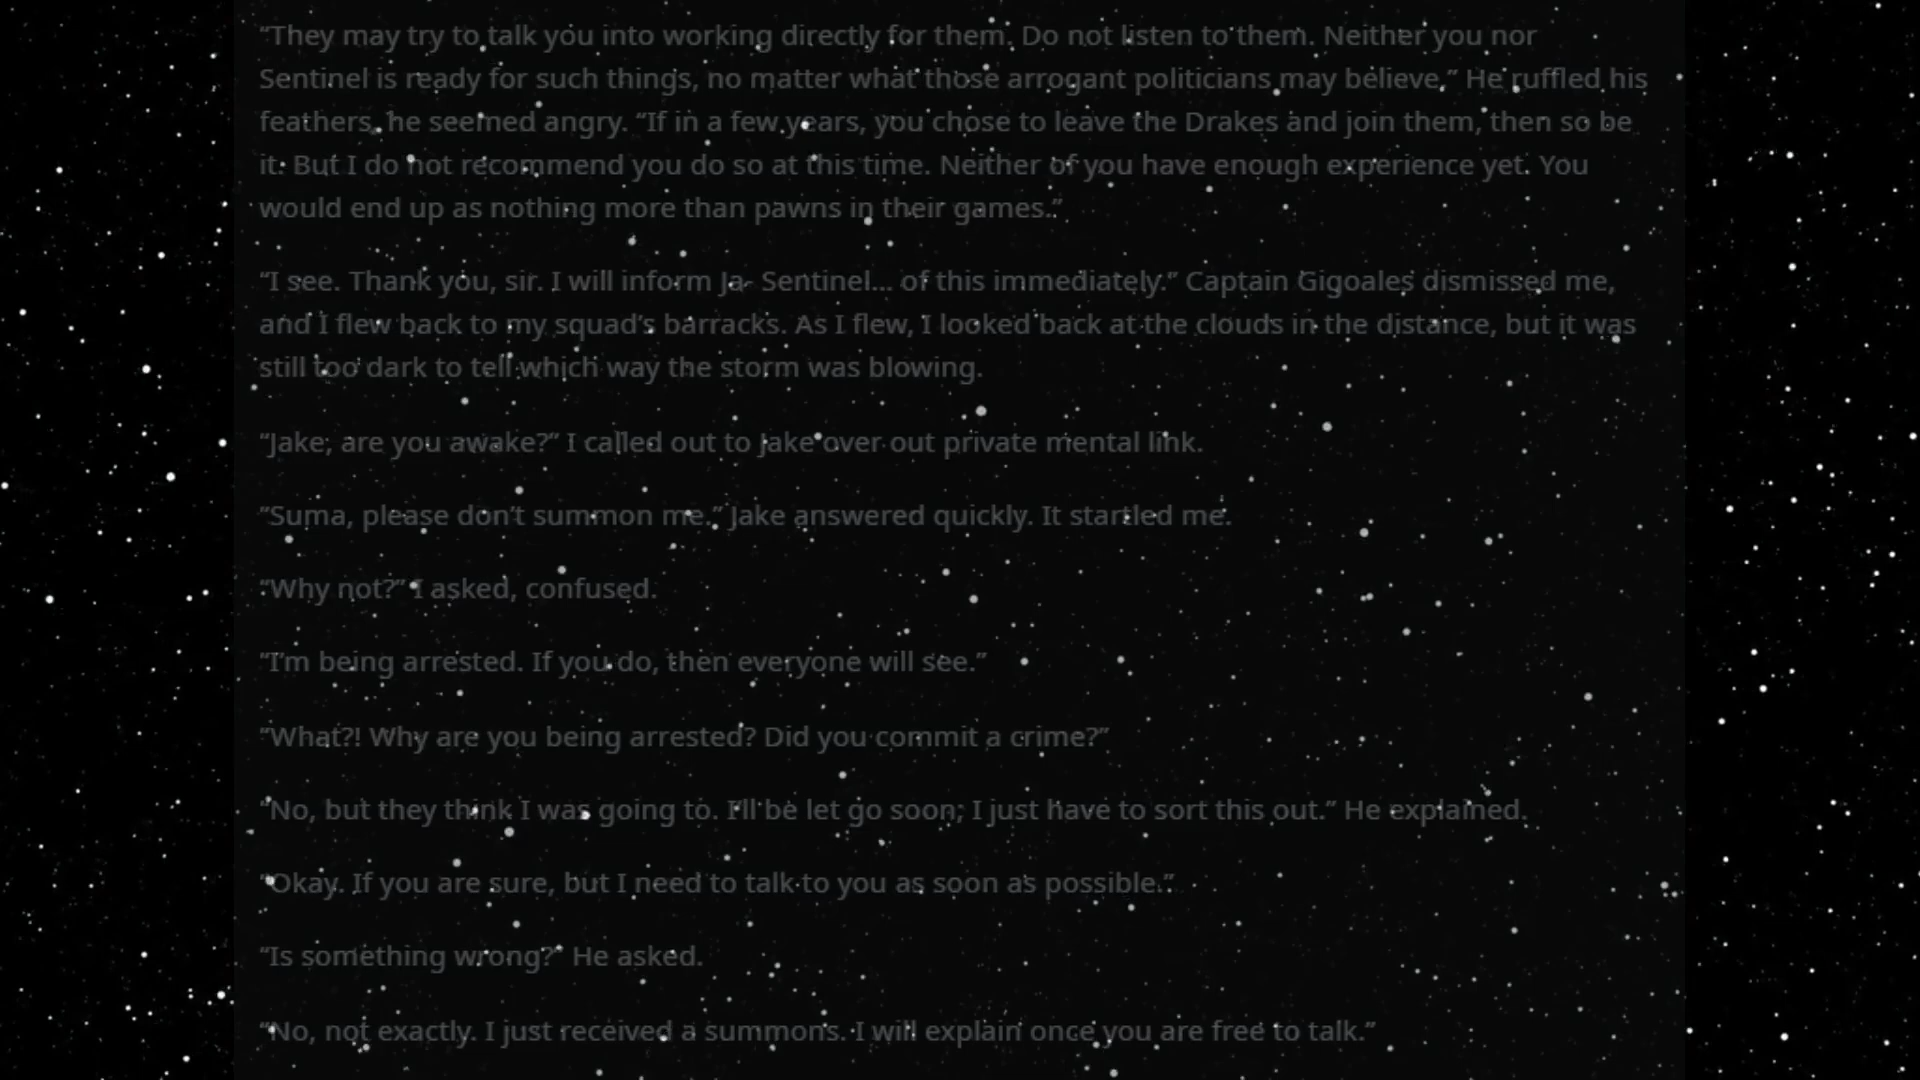 “They may try to talk you into working directly for them. Do not listen to them. Neither you nor
Sentinel is ready for such things, no matter what those arrogant politicians may believe,” He ruffled his
feathers, he seemed angry. “If in a few years, you chose to leave the Drakes and join them, then so be
it. But I do not recommend you do so at this time. Neither of you have enough experience yet. You
would end up as nothing more than pawns in their games.”
“I see. Thank you, sir. I will inform Ja- Sentinel... of this immediately.” Captain Gigoales dismissed me,
and I flew back to my squad’s barracks. As I flew, I looked back at the clouds in the distance, but it was
still too dark to tell which way the storm was blowing.
“Jake, are you awake?” I called out to Jake over out private mental link.
“Suma, please don’t summon me.” Jake answered quickly. It startled me.
“Why not?” I asked, confused.
“I’m being arrested. If you do, then everyone will see.”
“What?! Why are you being arrested? Did you commit a crime?”
“No, but they think I was going to. I’ll be let go soon; I just have to sort this out.” He explained.
“Okay. If you are sure, but I need to talk to you as soon as possible.”
“Is something wrong?” He asked.
“No, not exactly. I just received a summons. I will explain once you are free to talk.”